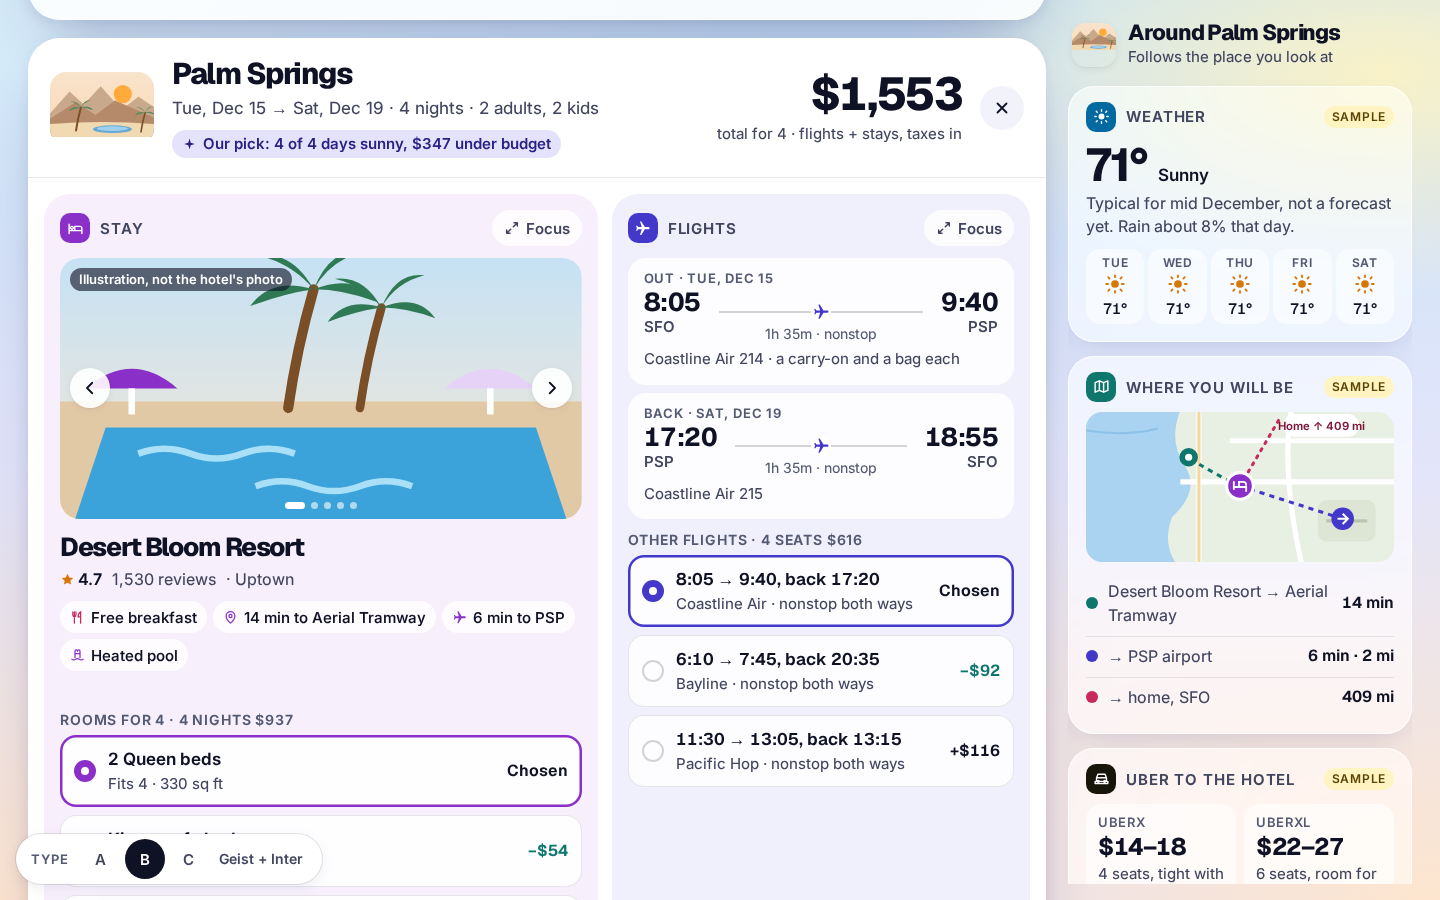 Palm Springs
Tue, Dec 15 → Sat, Dec 19 · 4 nights · 2 adults, 2 kids
Our pick: 4 of 4 days sunny, $347 under budget
$1,553
total for 4 · flights + stays, taxes in
STAY
Focus
Illustration, not the hotel's photo
Desert Bloom Resort
4.7 1,530 reviews · Uptown
Free breakfast
14 min to Aerial Tramway
6 min to PSP
Heated pool
ROOMS FOR 4 · 4 NIGHTS $937
2 Queen beds
Fits 4 · 330 sq ft
Chosen
−$54
TYPE A B C Geist + Inter
FLIGHTS
Focus
OUT · TUE, DEC 15
8:05 9:40
SFO PSP
1h 35m · nonstop
Coastline Air 214 · a carry-on and a bag each
BACK · SAT, DEC 19
17:20 18:55
PSP SFO
1h 35m · nonstop
Coastline Air 215
OTHER FLIGHTS · 4 SEATS $616
8:05 → 9:40, back 17:20
Coastline Air · nonstop both ways
Chosen
6:10 → 7:45, back 20:35
Bayline · nonstop both ways
−$92
11:30 → 13:05, back 13:15
Pacific Hop · nonstop both ways
+$116
Around Palm Springs
Follows the place you look at
WEATHER
SAMPLE
71° Sunny
Typical for mid December, not a forecast
yet. Rain about 8% that day.
TUE WED THU FRI SAT
71° 71° 71° 71° 71°
WHERE YOU WILL BE
SAMPLE
Home ↑ 409 mi
Desert Bloom Resort → Aerial
Tramway
14 min
→ PSP airport
6 min · 2 mi
→ home, SFO
409 mi
UBER TO THE HOTEL
SAMPLE
UBERX
$14–18
4 seats, tight with
UBERXL
$22–27
6 seats, room for